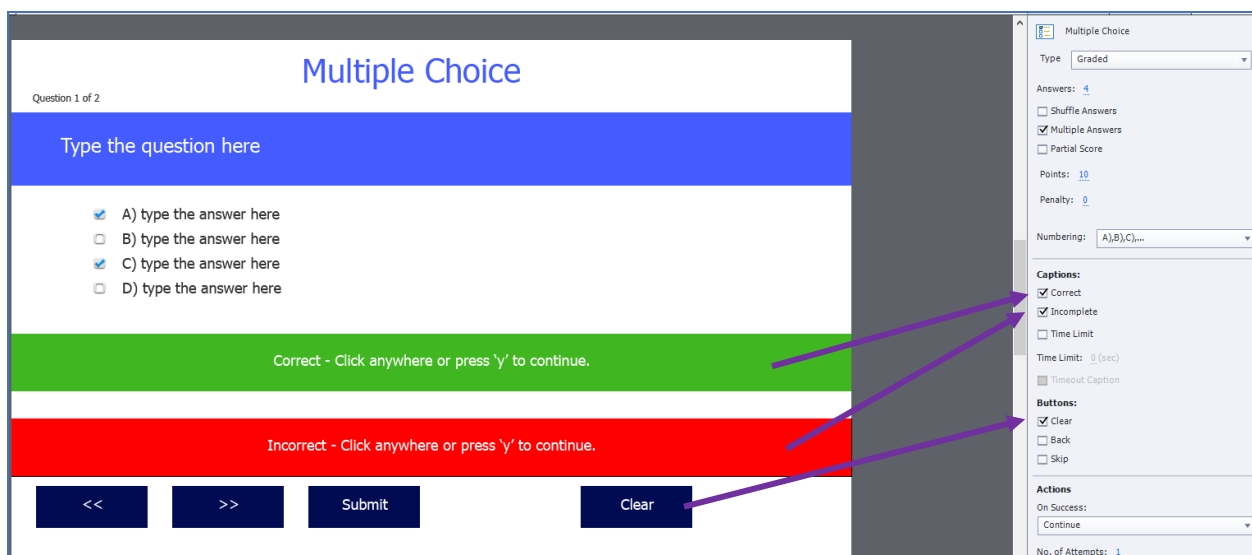 Multiple Choice
Question 1 of 2
Type the question here
A) type the answer here
B) type the answer here
C) type the answer here
D) type the answer here
Correct - Click anywhere or press ‘y’ to continue.
Incorrect - Click anywhere or press ‘y’ to continue.
<< >> Submit Clear
Multiple Choice
Type Graded
Answers: 4
Shuffle Answers
Multiple Answers
Partial Score
Points: 10
Penalty: 0
Numbering: A),B),C),...
Captions:
Correct
Incomplete
Time Limit
Time Limit: 0 (sec)
Timeout Caption
Buttons:
Clear
Back
Skip
Actions
On Success:
Continue
No. of Attempts: 1